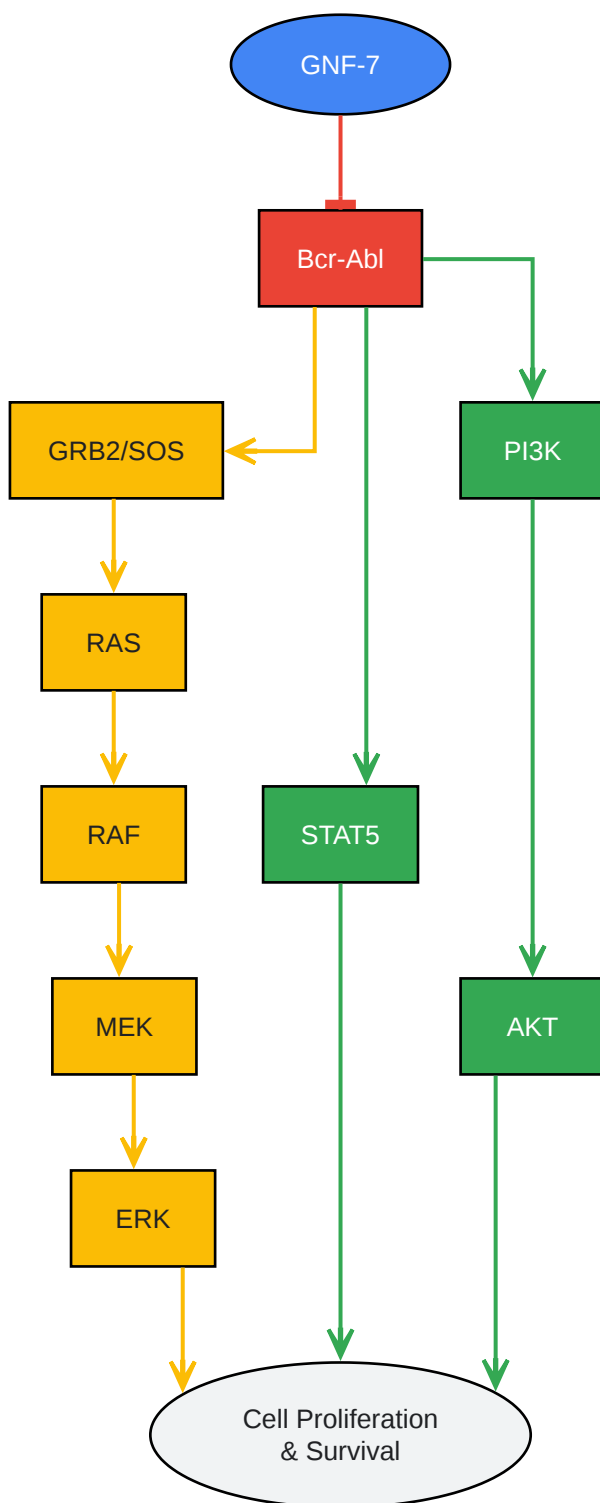 GNF-7
Bcr-Abl
GRB2/SOS
PI3K
RAS
RAF
STAT5
MEK
AKT
ERK
Cell Proliferation
& Survival